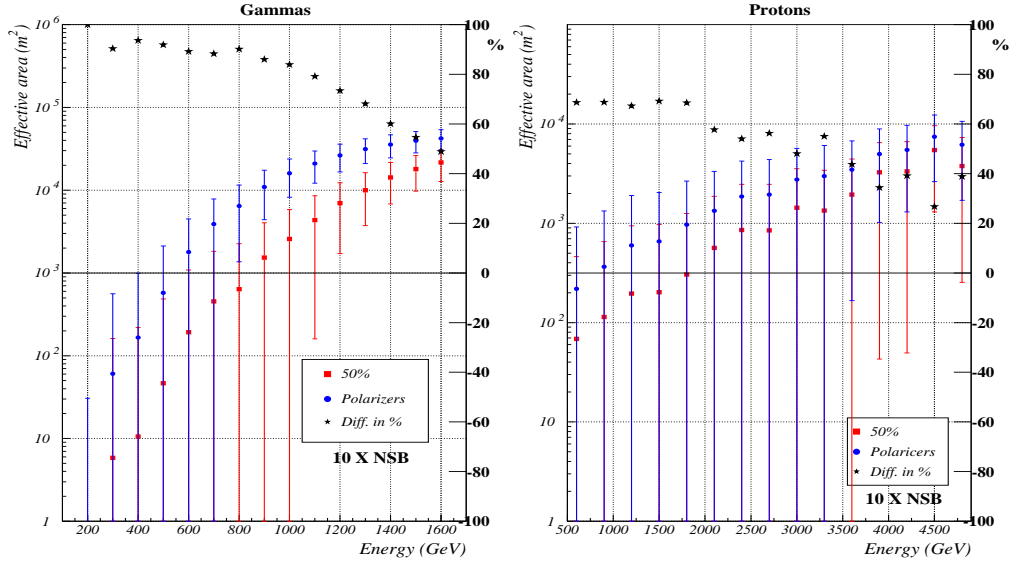 Gammas
Effective area (m²)
%
10⁶
10⁵
10⁴
10³
10²
10
1
100
80
60
40
20
0
-20
-40
-60
-80
-100
200 400 600 800 1000 1200 1400 1600
Energy (GeV)
50%
Polarizers
Diff. in %
10 X NSB
Protons
Effective area (m²)
%
10⁴
10³
10²
10
1
100
80
60
40
20
0
-20
-40
-60
-80
-100
500 1000 1500 2000 2500 3000 3500 4000 4500
Energy (GeV)
50%
Polaricers
Diff. in %
10 X NSB